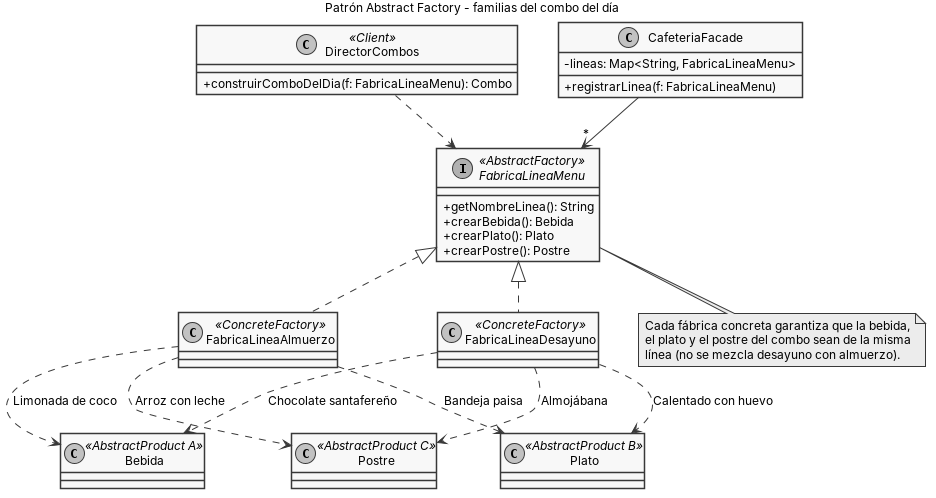 Patrón Abstract Factory - familias del combo del día
C
«Client»
DirectorCombos
+construirComboDelDia(f: FabricaLineaMenu): Combo
C
CafeteriaFacade
-lineas: Map<String, FabricaLineaMenu>
+registrarLinea(f: FabricaLineaMenu)
*
I
«AbstractFactory»
FabricaLineaMenu
+getNombreLinea(): String
+crearBebida(): Bebida
+crearPlato(): Plato
+crearPostre(): Postre
C
«ConcreteFactory»
FabricaLineaAlmuerzo
C
«ConcreteFactory»
FabricaLineaDesayuno
Cada fábrica concreta garantiza que la bebida,
el plato y el postre del combo sean de la misma
línea (no se mezcla desayuno con almuerzo).
Limonada de coco
Arroz con leche
Chocolate santafereño
Bandeja paisa
Almojábana
Calentado con huevo
C
«AbstractProduct A»
Bebida
C
«AbstractProduct C»
Postre
C
«AbstractProduct B»
Plato